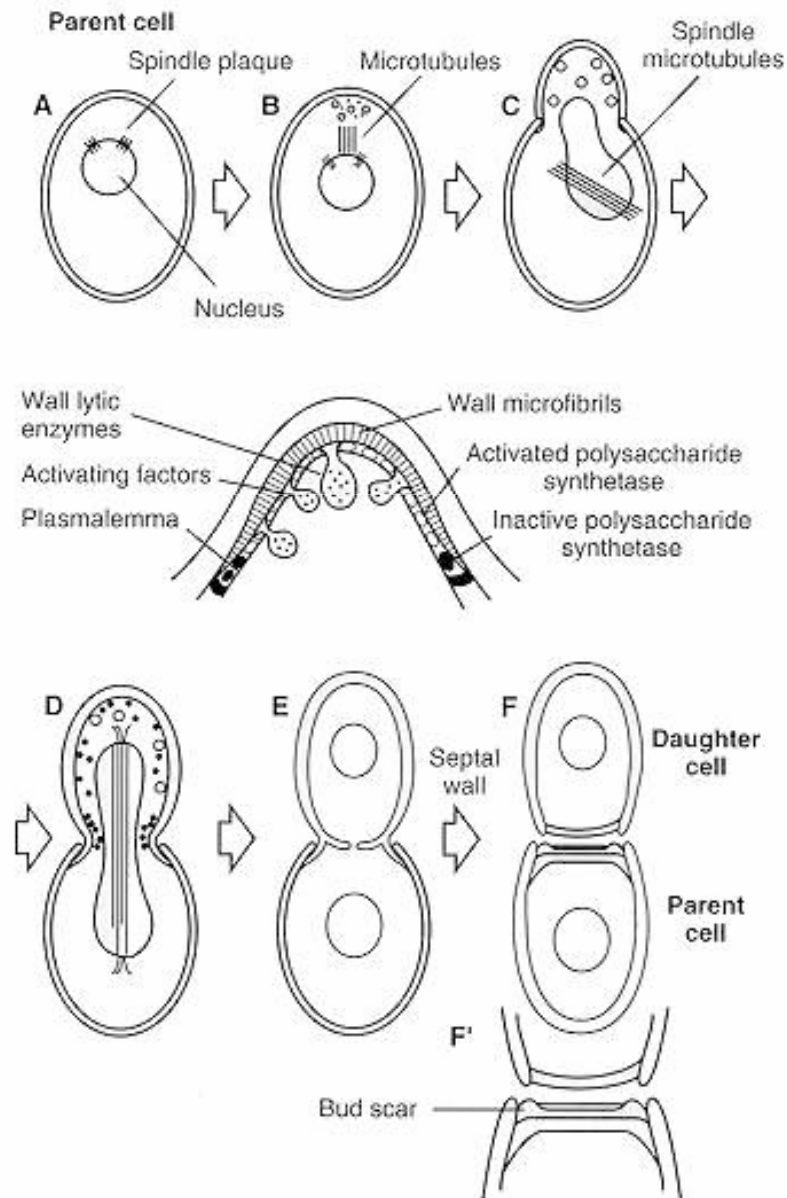 Parent cell
Spindle plaque
A
Nucleus
Microtubules
B
Spindle
microtubules
C
Wall lytic
enzymes
Activating factors
Plasmalemma
Wall microfibrils
Activated polysaccharide
synthetase
Inactive polysaccharide
synthetase
D
E
Septal
wall
F
Daughter
cell
Parent
cell
F'
Bud scar